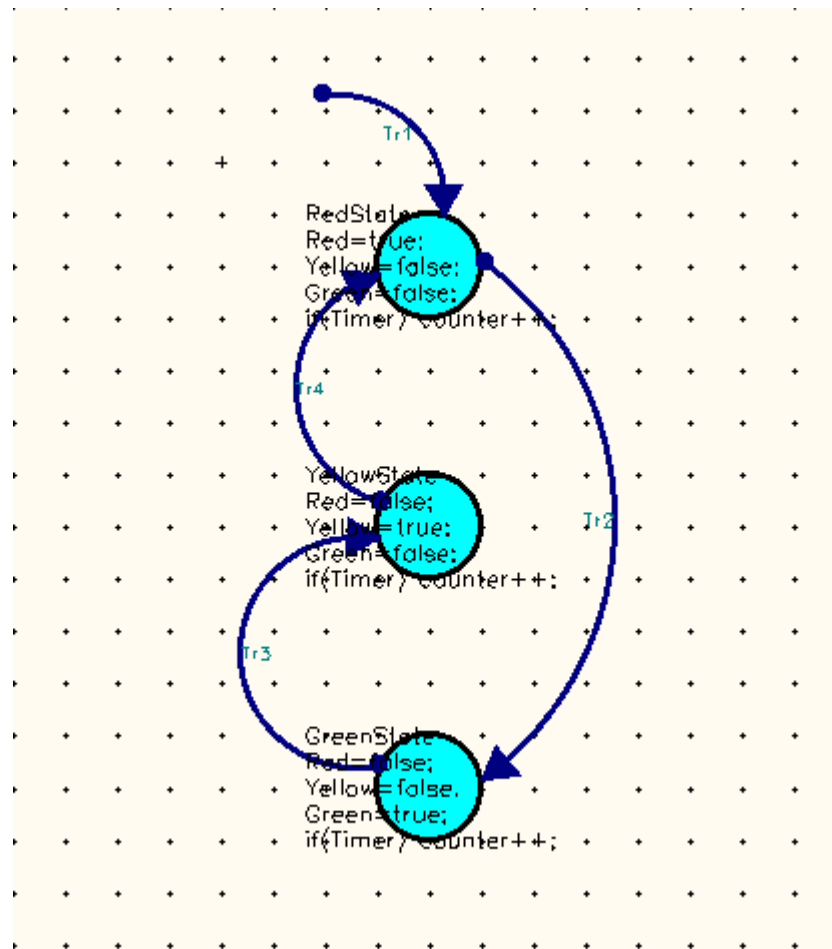 Tr1
RedState
Red=true;
Yellow=false;
Green=false;
if(Timer) counter++;
Tr4
YellowState
Red=false;
Yellow=true;
Green=false;
if(Timer) counter++;
Tr2
Tr3
GreenState
Red=false;
Yellow=false;
Green=true;
if(Timer) counter++;